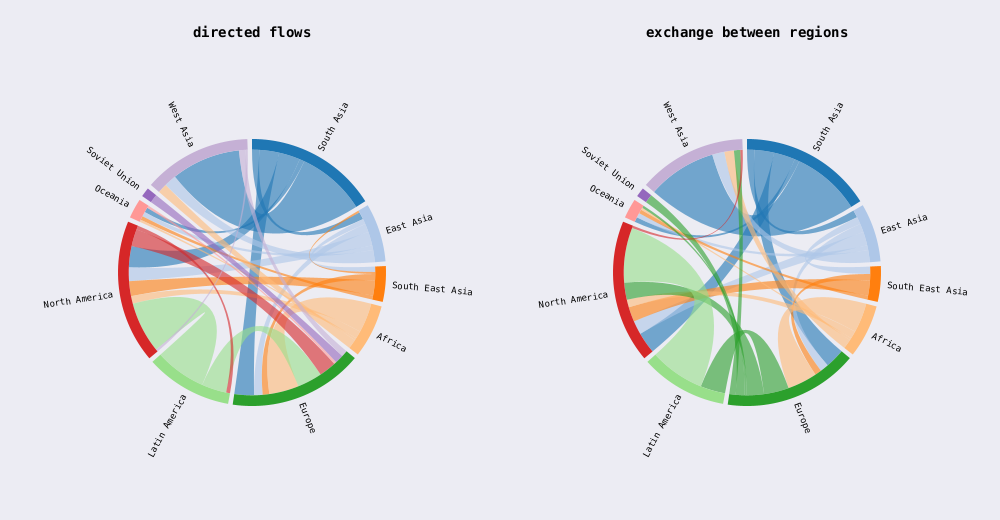 directed flows
South Asia
East Asia
South East Asia
Africa
Europe
Latin America
North America
Oceania
Soviet Union
West Asia
exchange between regions
South Asia
East Asia
South East Asia
Africa
Europe
Latin America
North America
Oceania
Soviet Union
West Asia